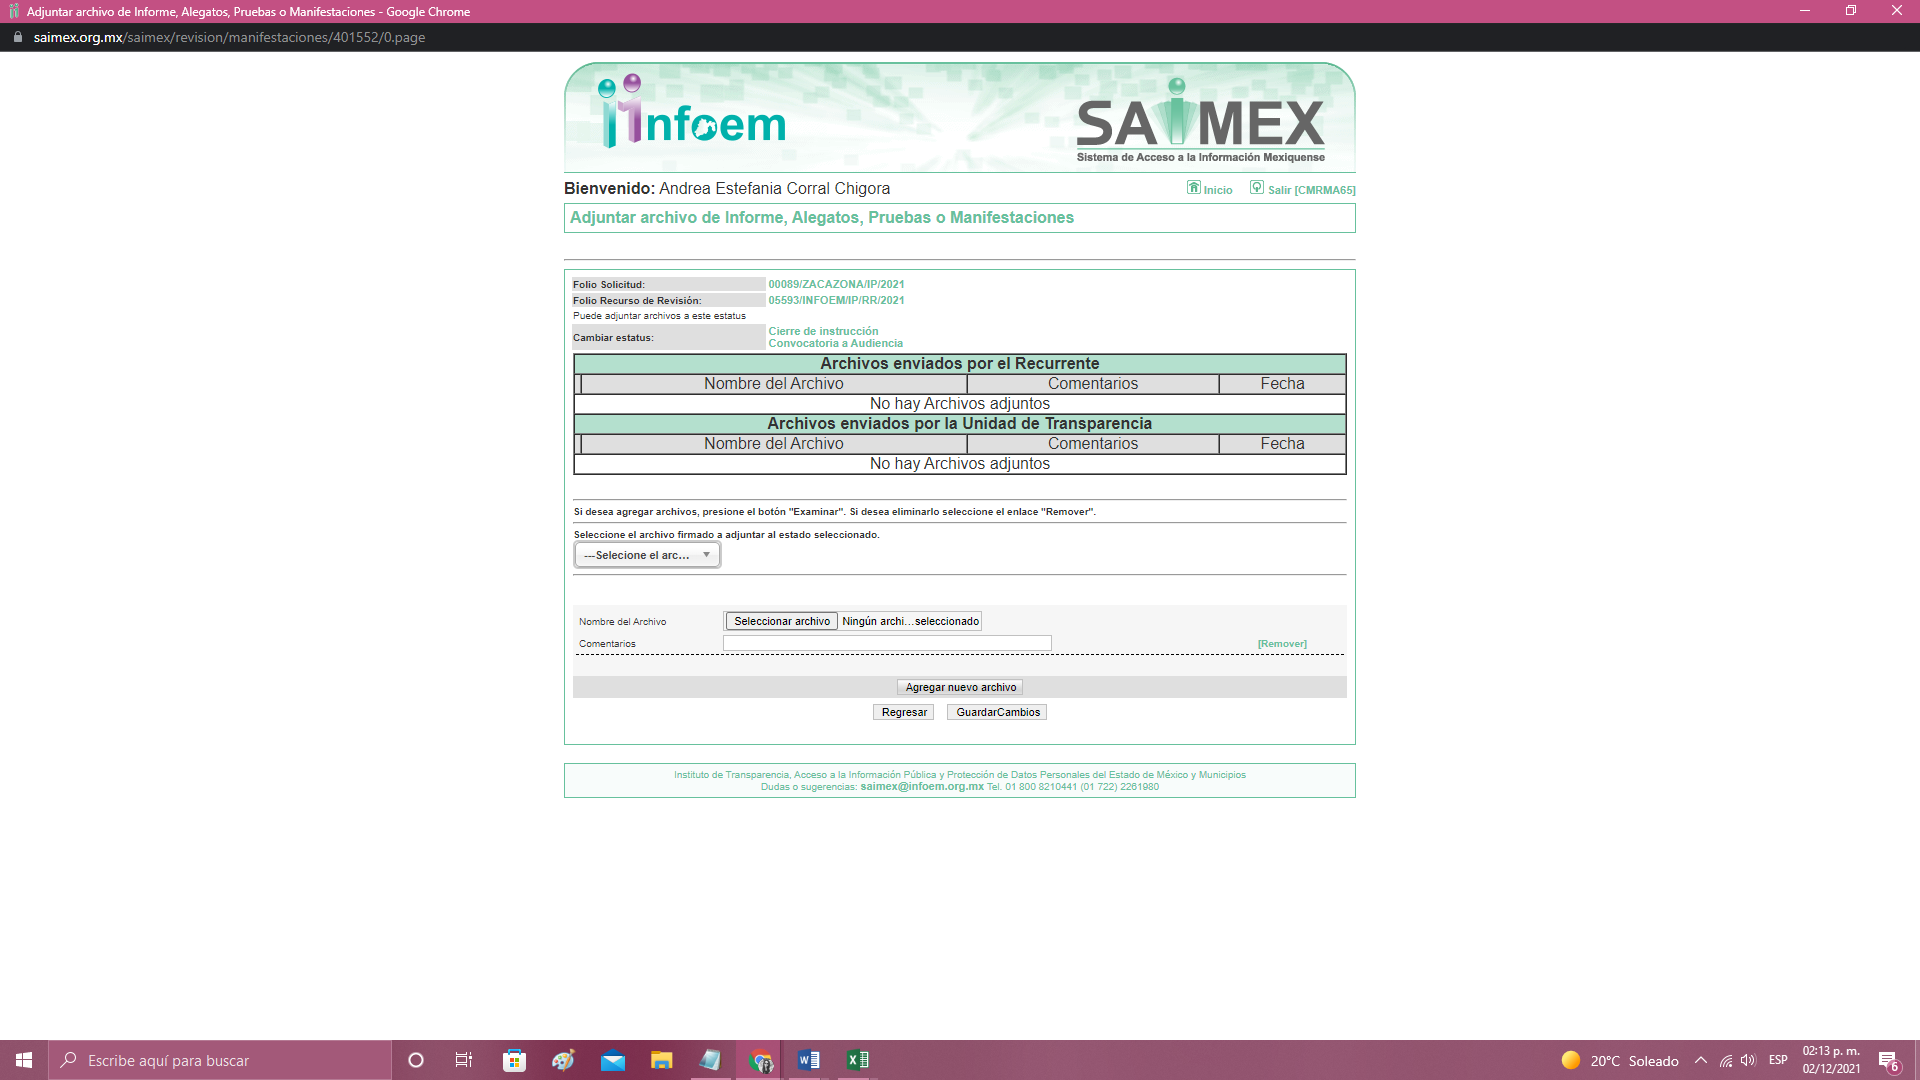 Adjuntar archivo de Informe, Alegatos, Pruebas o Manifestaciones - Google Chrome
saimex.org.mx/saimex/revision/manifestaciones/401552/0.page
infoem
SAIMEX
Sistema de Acceso a la Información Mexiquense
Bienvenido: Andrea Estefania Corral Chigora
Inicio
Salir [CMRMA65]
Adjuntar archivo de Informe, Alegatos, Pruebas o Manifestaciones
Folio Solicitud: 00089/ZACAZONA/IP/2021
Folio Recurso de Revisión: 05593/INFOEM/IP/RR/2021
Puede adjuntar archivos a este estatus
Cambiar estatus: Cierre de instrucción
Convocatoria a Audiencia
Archivos enviados por el Recurrente
Nombre del Archivo Comentarios Fecha
No hay Archivos adjuntos
Archivos enviados por la Unidad de Transparencia
Nombre del Archivo Comentarios Fecha
No hay Archivos adjuntos
Si desea agregar archivos, presione el botón "Examinar". Si desea eliminarlo seleccione el enlace "Remover".
Seleccione el archivo firmado a adjuntar al estado seleccionado.
---Selecione el arc...
Nombre del Archivo Seleccionar archivo Ningún archi...seleccionado
Comentarios [Remover]
Agregar nuevo archivo
Regresar GuardarCambios
Instituto de Transparencia, Acceso a la Información Pública y Protección de Datos Personales del Estado de México y Municipios
Dudas o sugerencias: saimex@infoem.org.mx Tel. 01 800 8210441 (01 722) 2261980
Escribe aquí para buscar
20°C Soleado
ESP
02:13 p. m.
02/12/2021
6